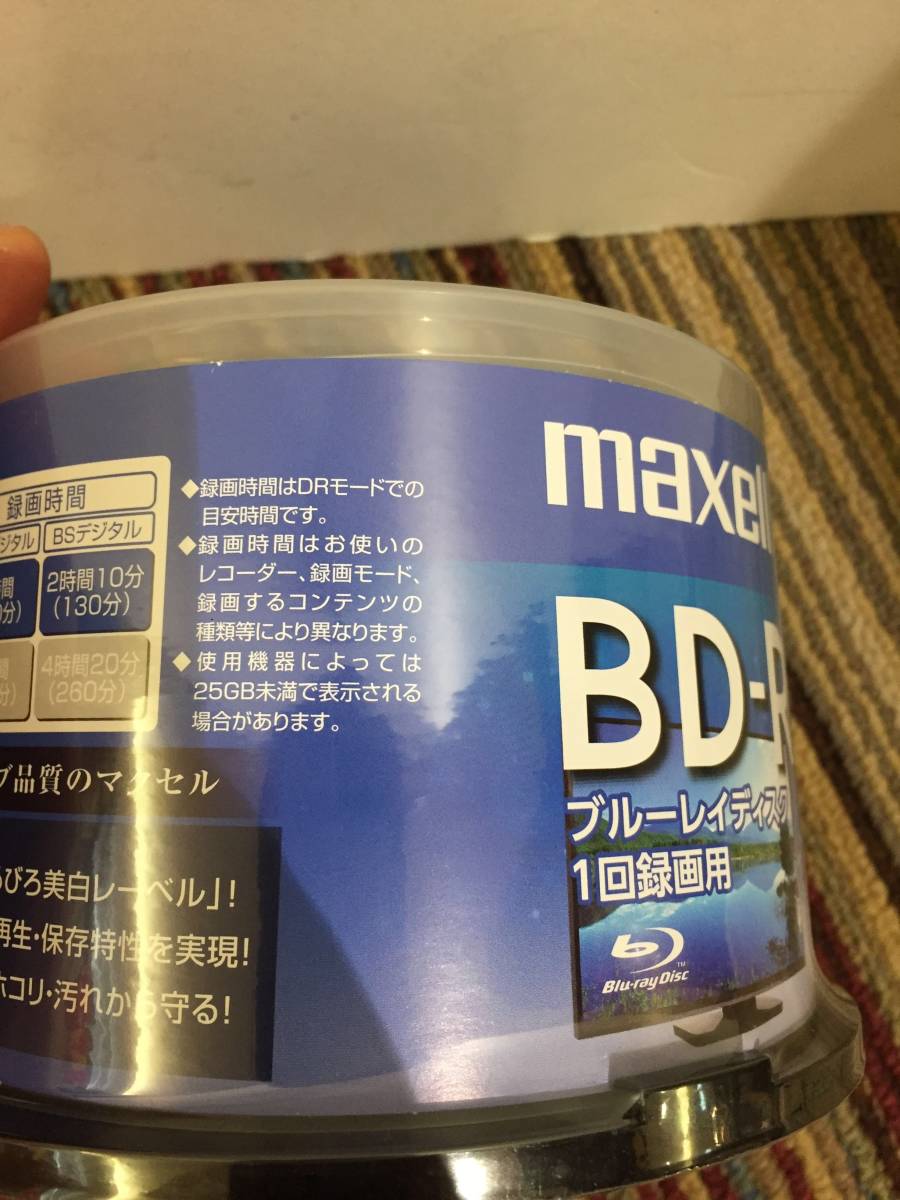 録画時間
ジタル BSデジタル
2時間10分
(130分)
4時間20分
(260分)
◆録画時間はDRモードでの
目安時間です。
◆録画時間はお使いの
レコーダー、録画モード、
録画するコンテンツの
種類等により異なります。
◆使用機器によっては
25GB未満で表示される
場合があります。
品質のマクセル
びろ美白レーベル」!
再生・保存特性を実現!
ホコリ・汚れから守る!
maxell
BD-R
ブルーレイディスク
1回録画用
Blu-ray Disc
TM